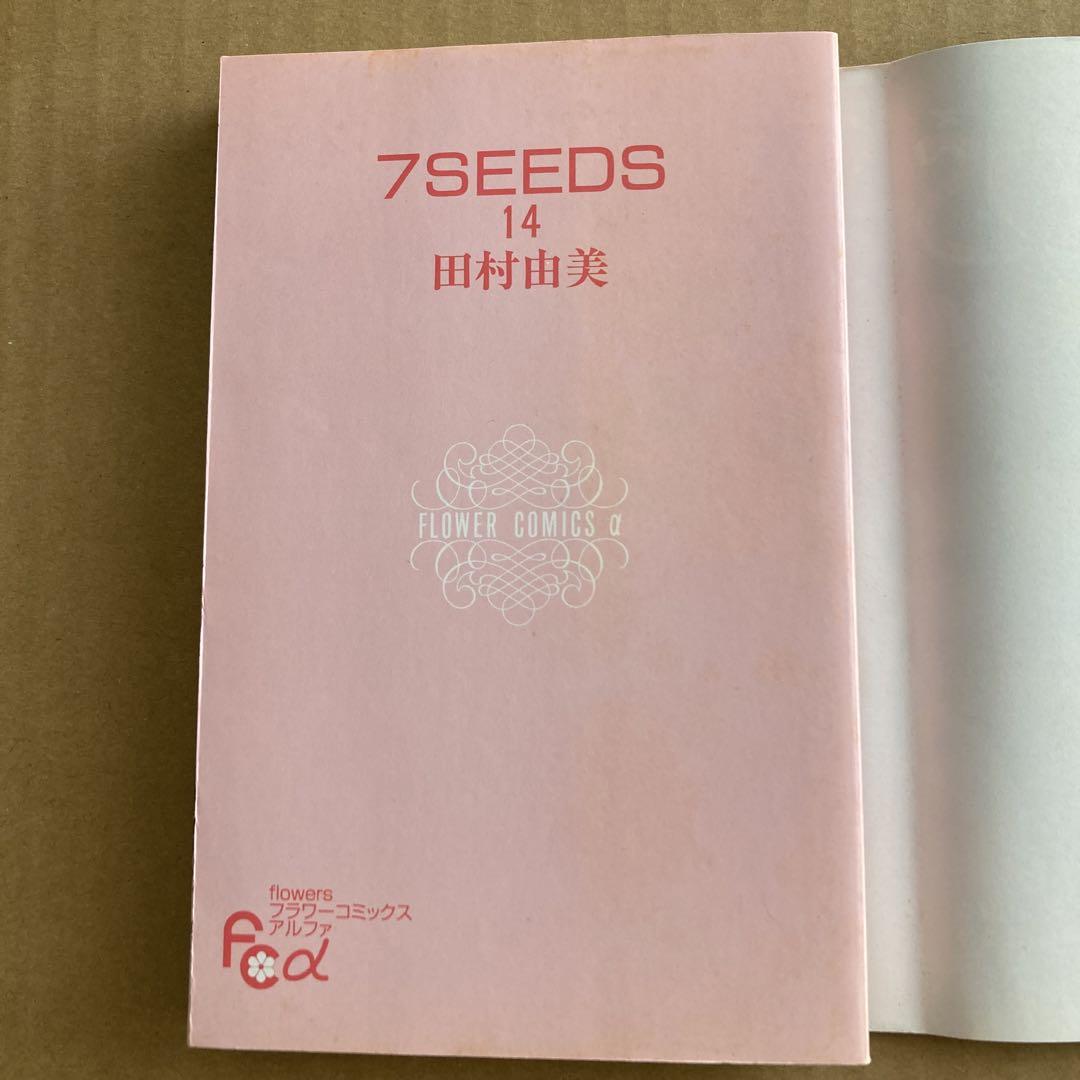 7SEEDS
14
田村由美
FLOWER COMICS α
flowers
フラワーコミックス
アルファ
fcα